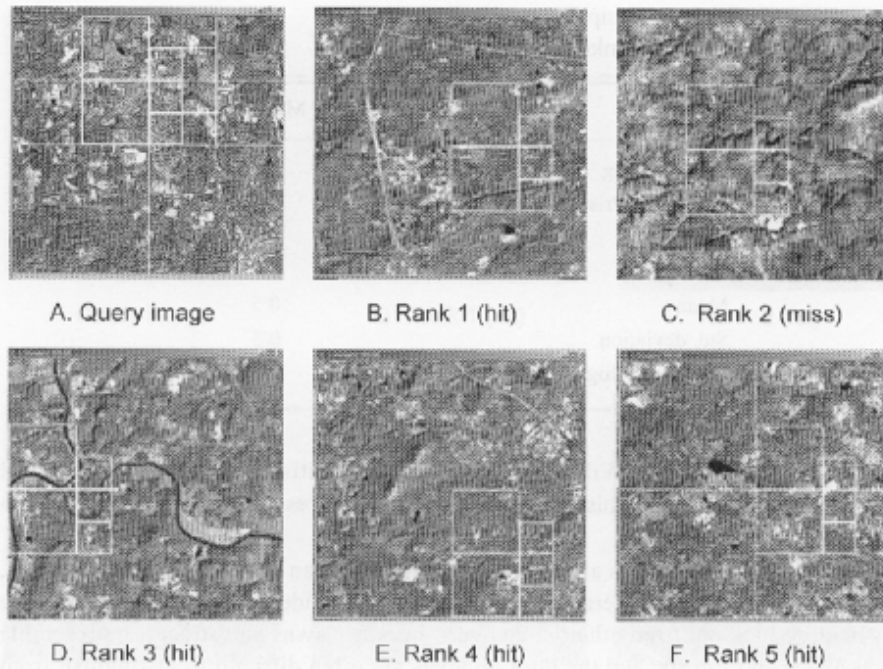 A. Query image
B. Rank 1 (hit)
C. Rank 2 (miss)
D. Rank 3 (hit)
E. Rank 4 (hit)
F. Rank 5 (hit)